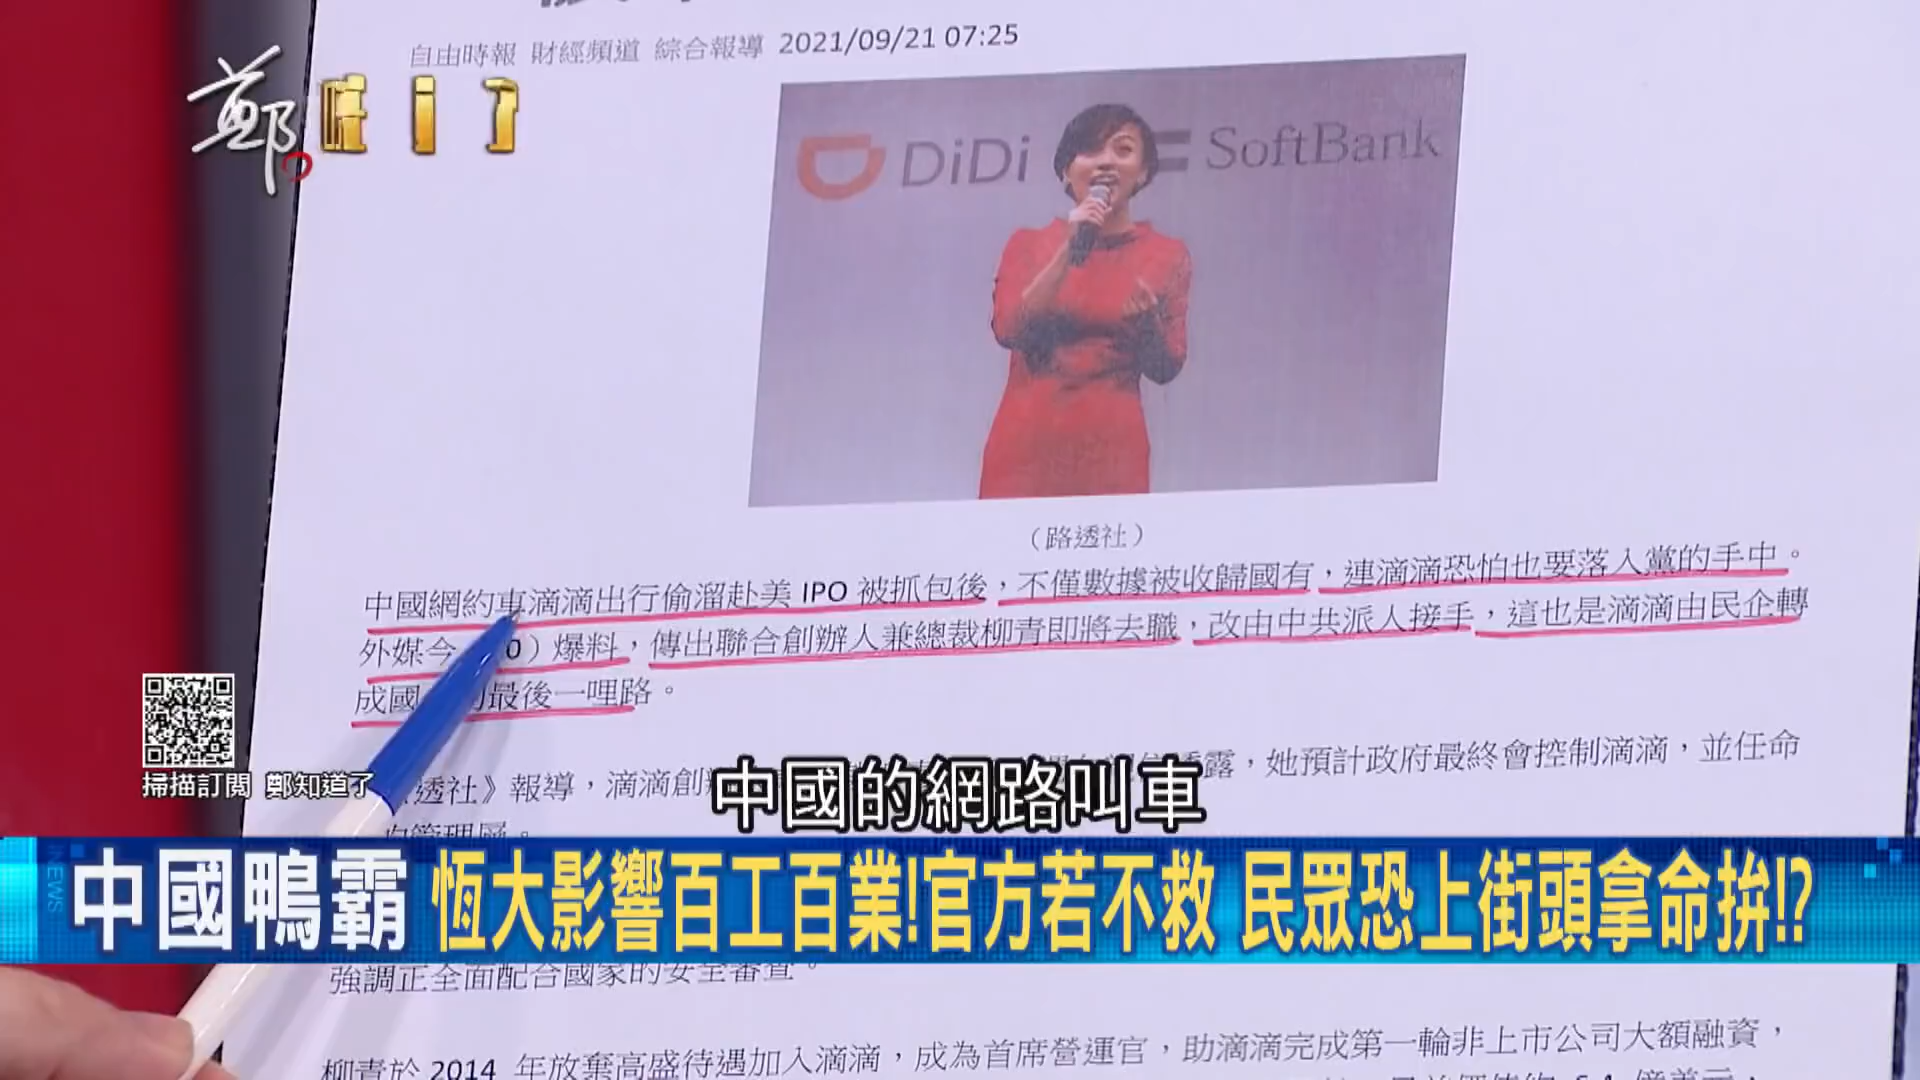 自由時報 財經頻道 綜合報導 2021/09/21 07:25
鄭
DiDi
SoftBank
（路透社）
中國網約車滴滴出行偷溜赴美 IPO 被抓包後，不僅數據被收歸國有，連滴滴恐怕也要落入黨的手中。
外媒今 0）爆料，傳出聯合創辦人兼總裁柳青即將去職，改由中共派人接手，這也是滴滴由民企轉
成國 最後一哩路。
透社》報導，滴滴創 透露，她預計政府最終會控制滴滴，並任命
掃描訂閱 鄭知道了
中國的網路叫車
管理層。
NEWS
中國鴨霸 恆大影響百工百業!官方若不救 民眾恐上街頭拿命拚!?
強調正全面配合國家的安全審查。
柳青於 2014 年放棄高盛待遇加入滴滴，成為首席營運官，助滴滴完成第一輪非上市公司大額融資，
億美元，